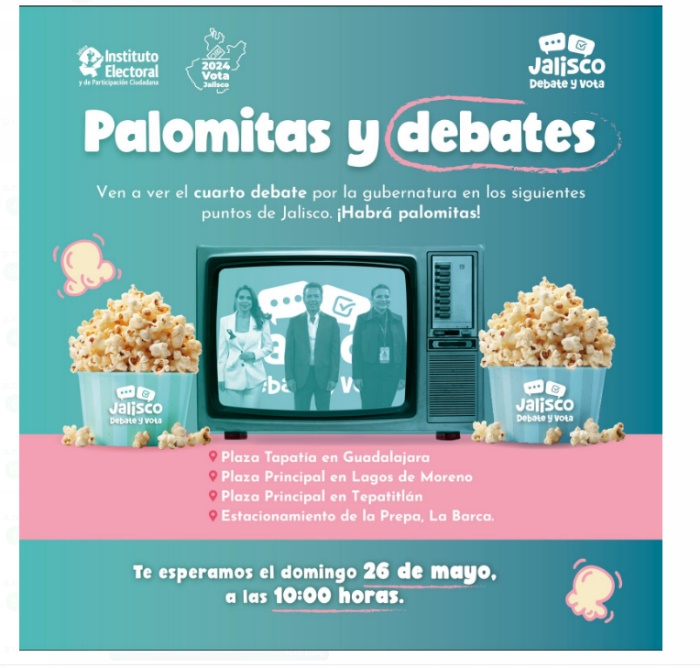 Instituto
Electoral
y de Participación Ciudadana
2024
Vota
Jalisco
Jalisco
Debate y Vota
Palomitas y debates
Ven a ver el cuarto debate por la gubernatura en los siguientes
puntos de Jalisco. ¡Habrá palomitas!
Jalisco
Debate y Vota
Jalisco
Debate y Vota
Plaza Tapatía en Guadalajara
Plaza Principal en Lagos de Moreno
Plaza Principal en Tepatitlán
Estacionamiento de la Prepa, La Barca.
Te esperamos el domingo 26 de mayo,
a las 10:00 horas.